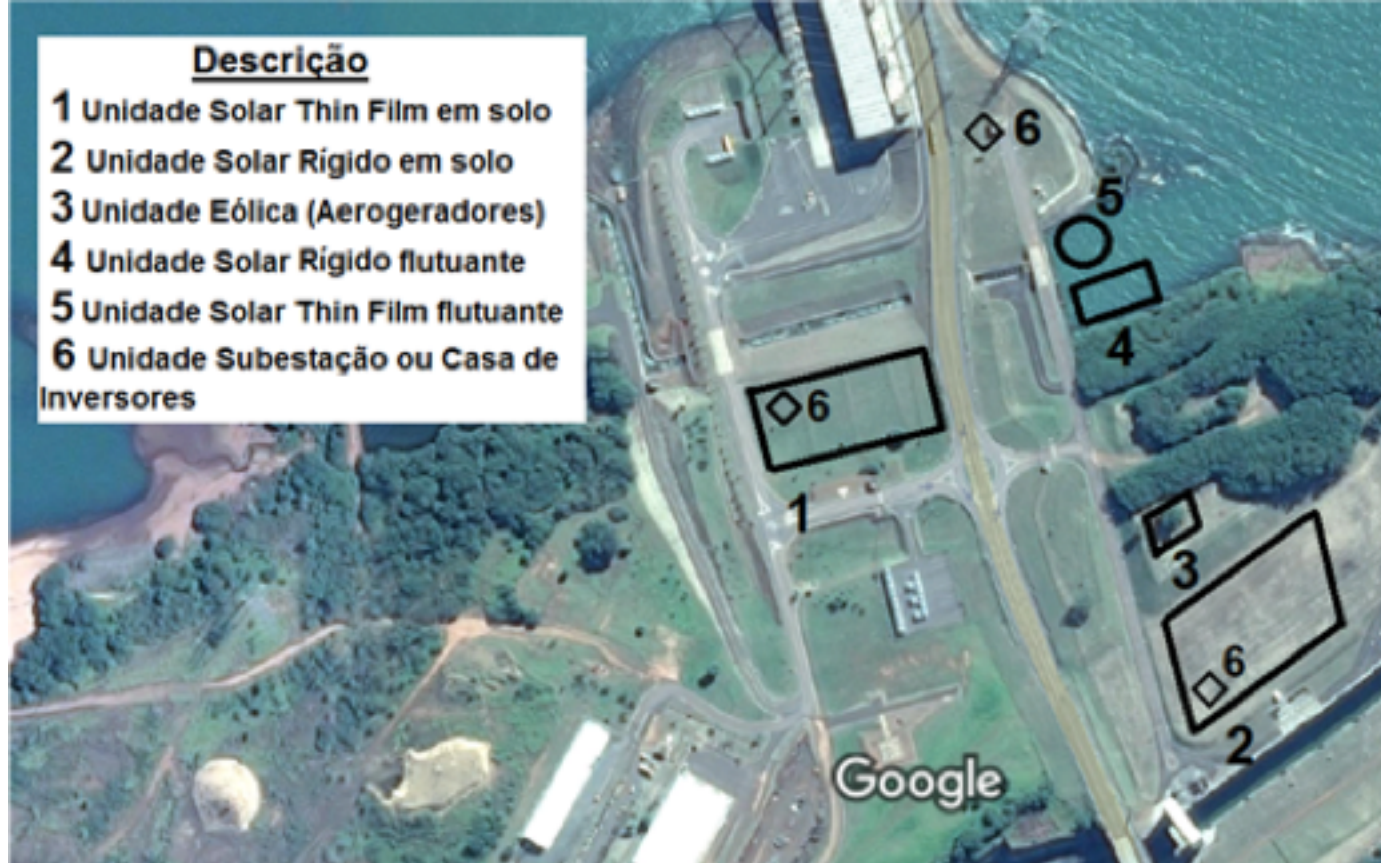 Descrição
1 Unidade Solar Thin Film em solo
2 Unidade Solar Rígido em solo
3 Unidade Eólica (Aerogeradores)
4 Unidade Solar Rígido flutuante
5 Unidade Solar Thin Film flutuante
6 Unidade Subestação ou Casa de
Inversores
6
5
4
6
1
3
6
2
Google